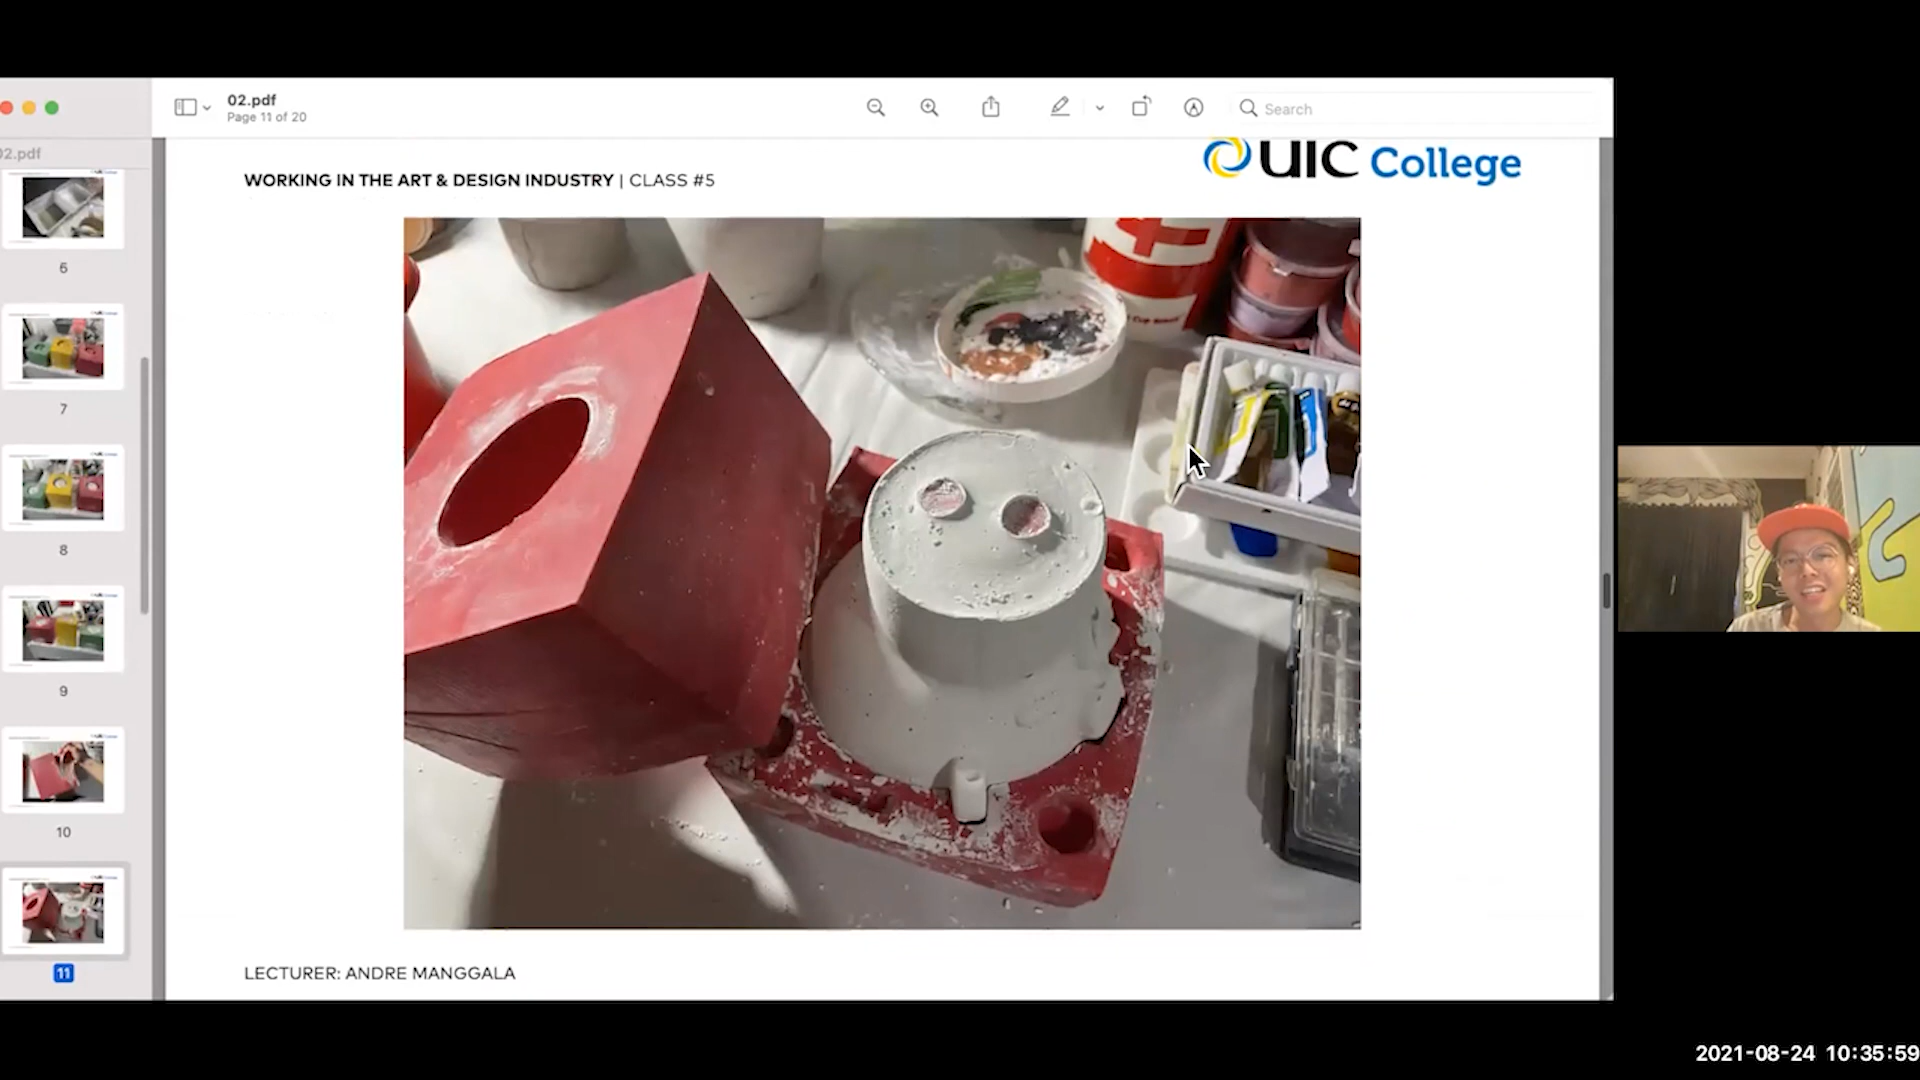 02.pdf
Page 11 of 20
Search
02.pdf
WORKING IN THE ART & DESIGN INDUSTRY | CLASS #5
UIC College
6
7
8
9
10
11
LECTURER: ANDRE MANGGALA
2021-08-24 10:35:59